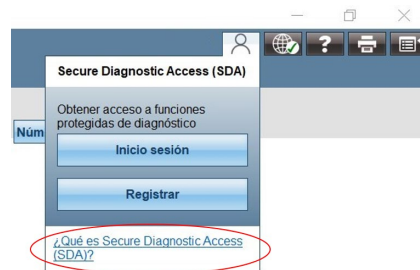 ?
Secure Diagnostic Access (SDA)
Obtener acceso a funciones
protegidas de diagnóstico
Núm
Inicio sesión
Registrar
¿Qué es Secure Diagnostic Access
(SDA)?